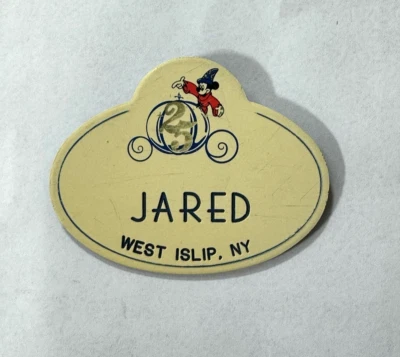 25
JARED
WEST ISLIP, NY